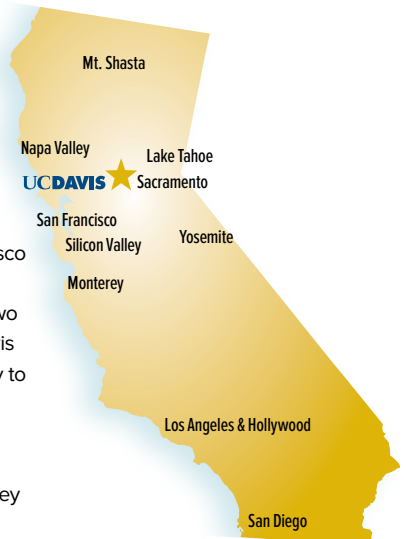 Mt. Shasta
Napa Valley
Lake Tahoe
UCDAVIS
Sacramento
San Francisco
Silicon Valley
Yosemite
Monterey
Los Angeles & Hollywood
San Diego
to